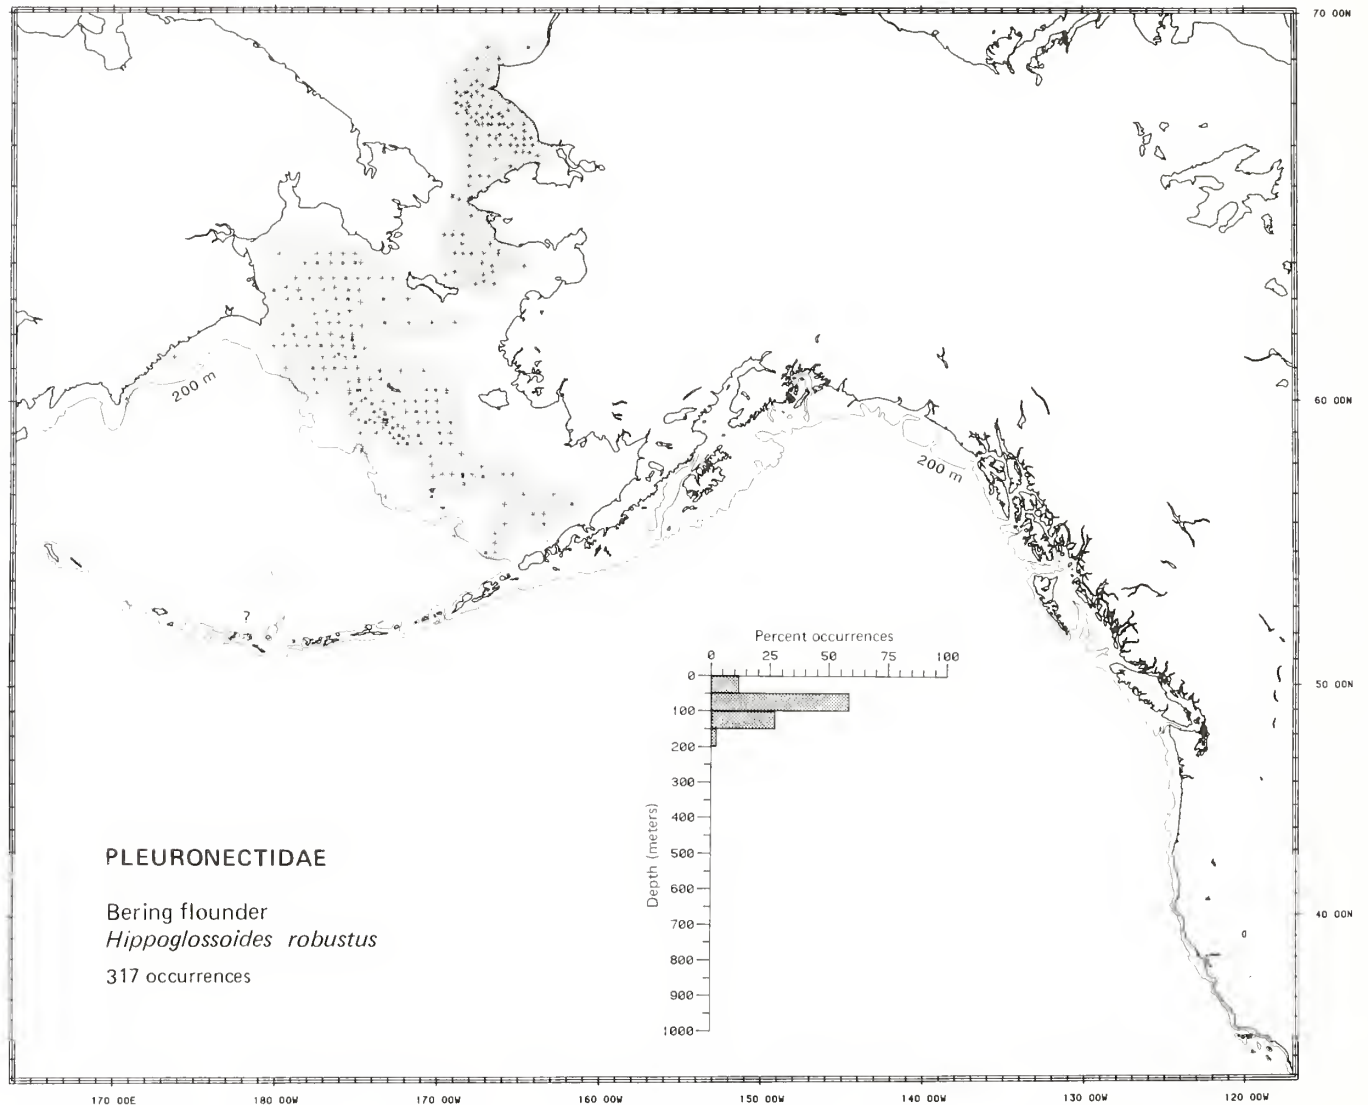 70 00N
200 m
60 00N
200 m
?
Percent occurrences
0 25 50 75 100
50 00N
0
100
200
300
400
500
600
700
800
900
1000
Depth (meters)
PLEURONECTIDAE
Bering flounder
Hippoglossoides robustus
317 occurrences
40 00N
170 00E 180 00W 170 00W 160 00W 150 00W 140 00W 130 00W 120 00W